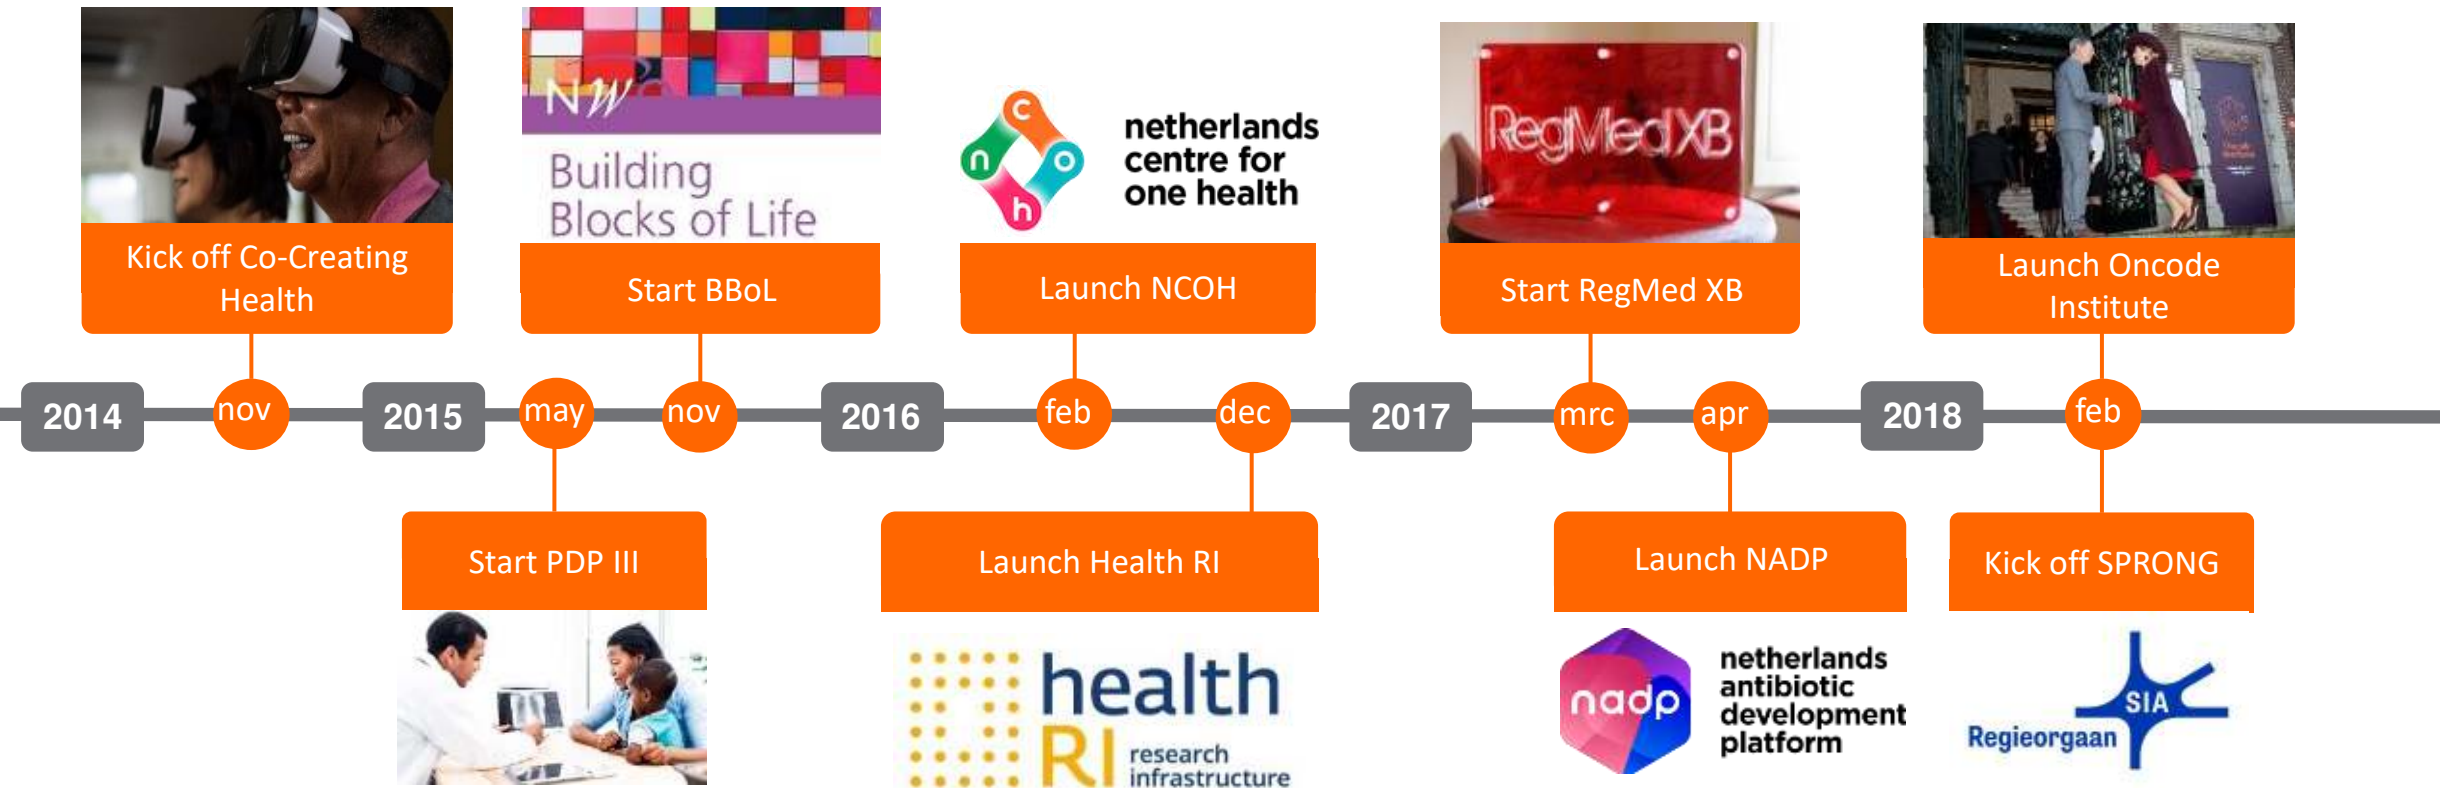 NW
Building
Blocks of Life
c
n
o
h
netherlands
centre for
one health
RegMedXB
Kick off Co-Creating
Health
Start BBoL
Launch NCOH
Start RegMed XB
Launch Oncode
Institute
2014
nov
2015
may
nov
2016
feb
dec
2017
mrc
apr
2018
feb
Start PDP III
Launch Health RI
Launch NADP
Kick off SPRONG
health
RI
research
infrastructure
nadp
netherlands
antibiotic
development
platform
SIA
Regieorgaan